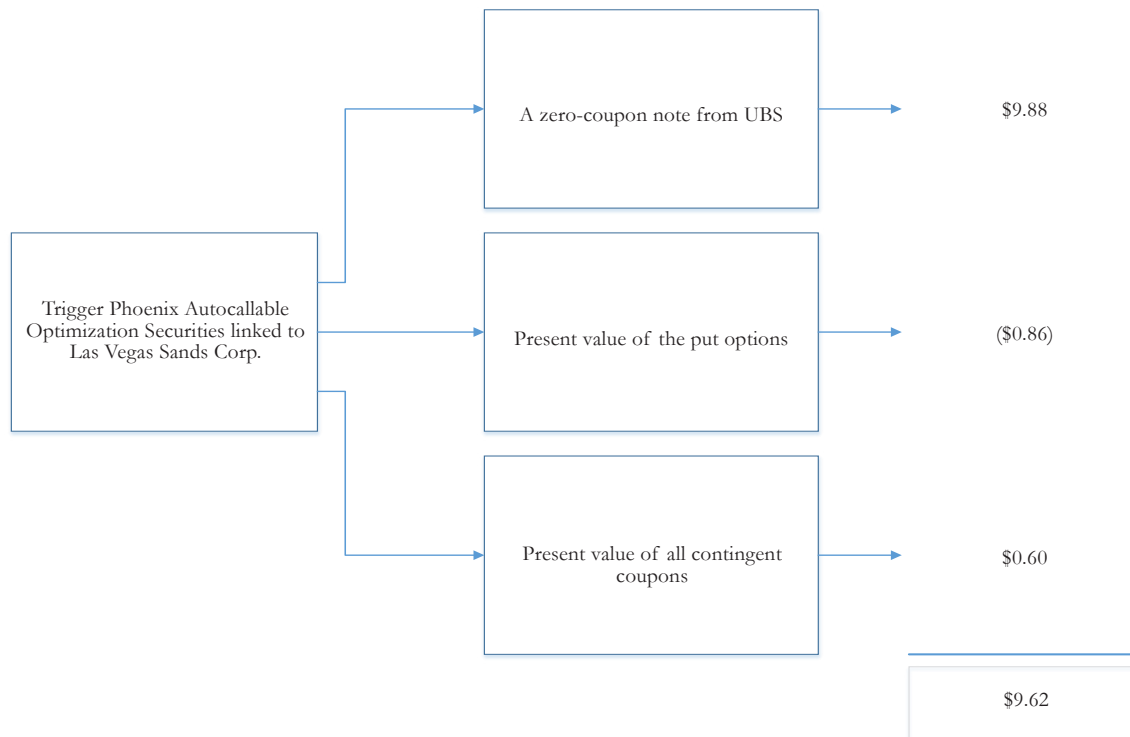 A zero-coupon note from UBS
$9.88
Trigger Phoenix Autocallable
Optimization Securities linked to
Las Vegas Sands Corp.
Present value of the put options
($0.86)
Present value of all contingent
coupons
$0.60
$9.62